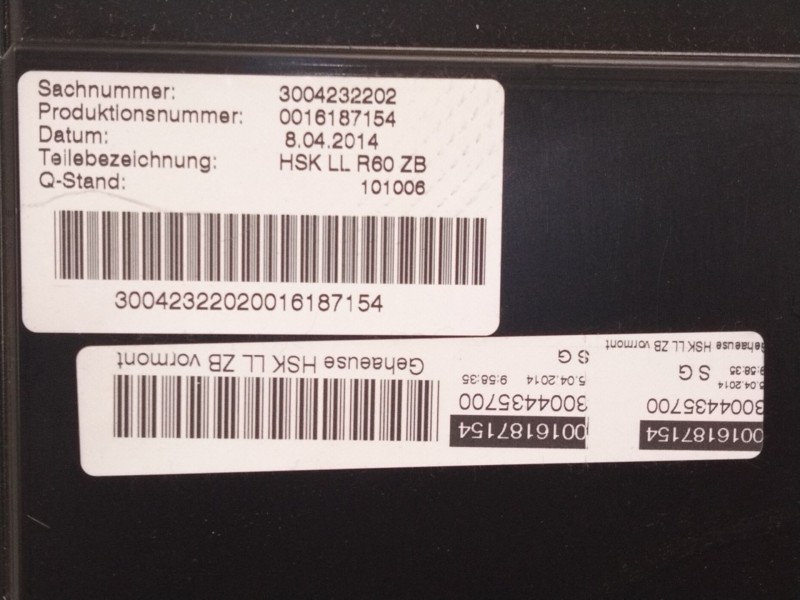 Sachnummer: 3004232202
Produktionsnummer: 0016187154
Datum: 8.04.2014
Teilebezeichnung: HSK LL R60 ZB
Q-Stand: 101006
30042322020016187154
0016187154
3004435700
5.04.2014 9:58:35
S G
Gehaeuse HSK LL ZB vormont
0016187154
3004435700
5.04.2014
9:58:35
S G
Gehaeuse HSK LL ZB vormont